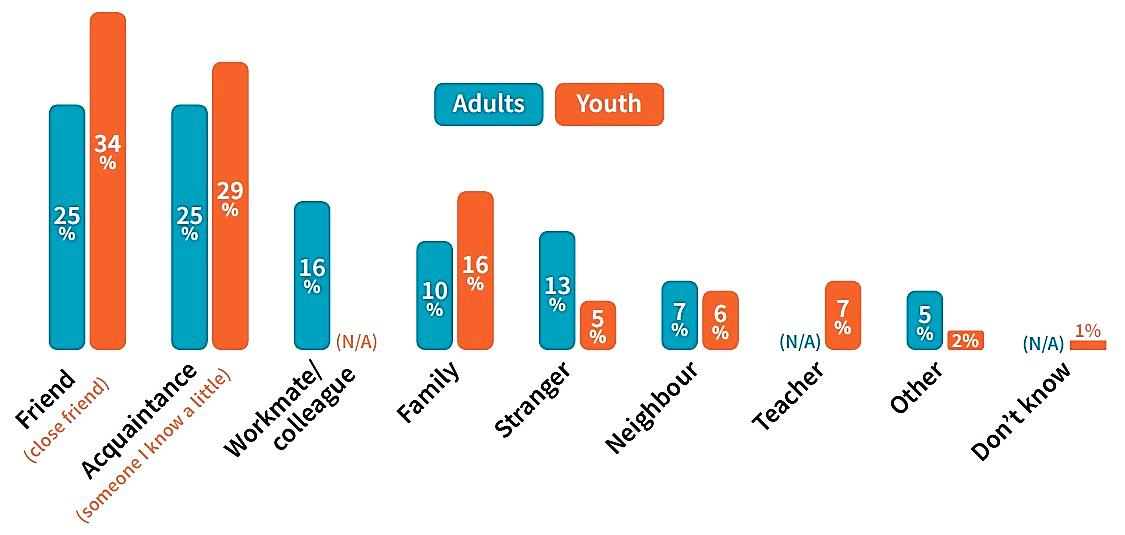 Adults
Youth
34
%
25
%
25
%
29
%
16
%
(N/A)
10
%
16
%
13
%
5
%
7
%
6
%
(N/A)
7
%
5
%
2%
(N/A)
1%
Friend
(close friend)
Acquaintance
(someone I know a little)
Workmate/
colleague
Family
Stranger
Neighbour
Teacher
Other
Don't know